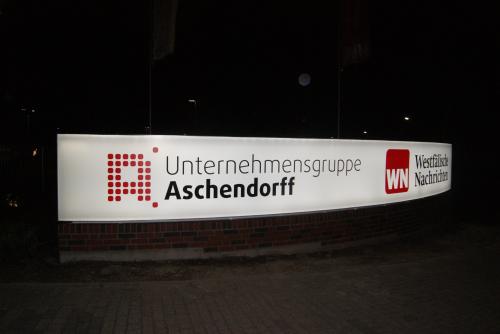 Unternehmensgruppe
Aschendorff
WN
Westfälische
Nachrichten